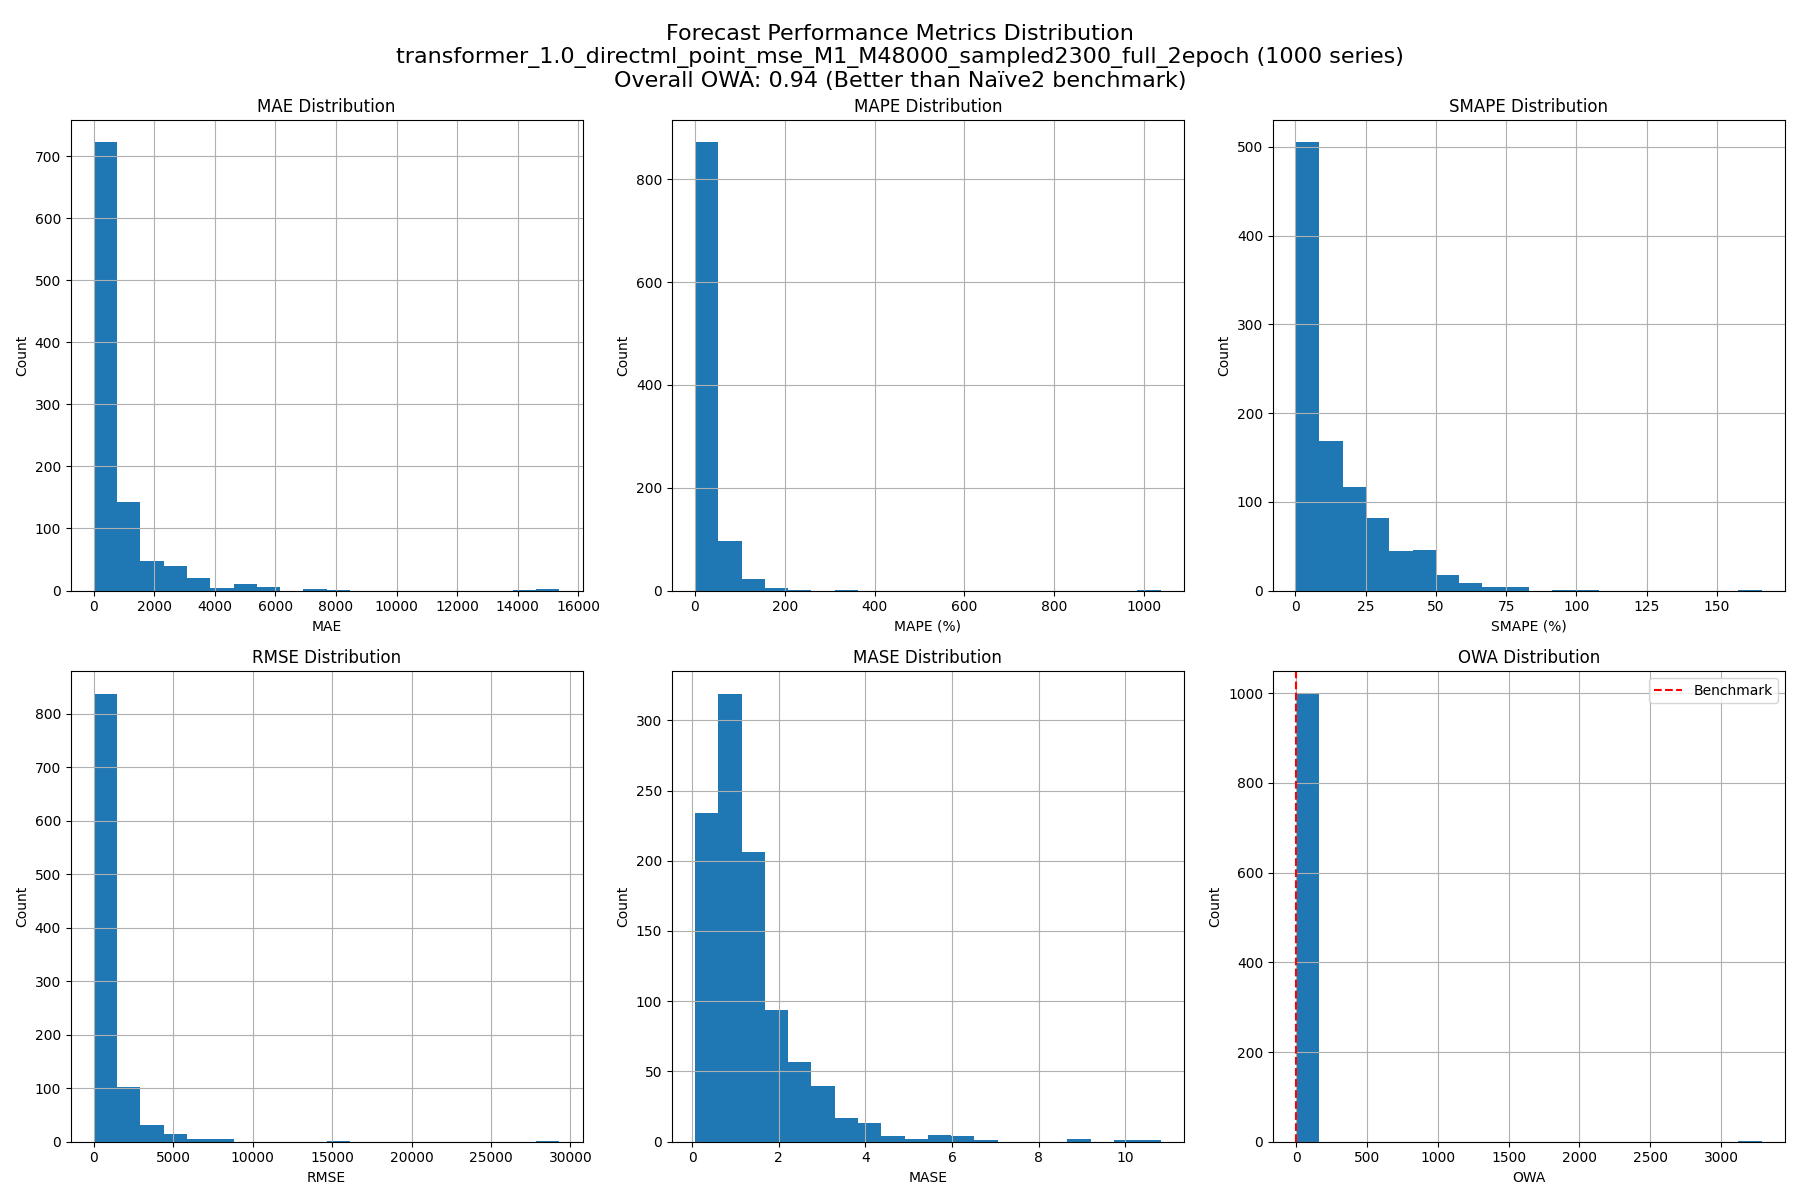 Forecast Performance Metrics Distribution
transformer_1.0_directml_point_mse_M1_M48000_sampled2300_full_2epoch (1000 series)
Overall OWA: 0.94 (Better than Naïve2 benchmark)
MAE Distribution
700
600
500
400
300
200
100
0
Count
0 2000 4000 6000 8000 10000 12000 14000 16000
MAE
MAPE Distribution
800
600
400
200
0
Count
0 200 400 600 800 1000
MAPE (%)
SMAPE Distribution
500
400
300
200
100
0
Count
0 25 50 75 100 125 150
SMAPE (%)
RMSE Distribution
800
700
600
500
400
300
200
100
0
Count
0 5000 10000 15000 20000 25000 30000
RMSE
MASE Distribution
300
250
200
150
100
50
0
Count
0 2 4 6 8 10
MASE
OWA Distribution
Benchmark
1000
800
600
400
200
0
Count
0 500 1000 1500 2000 2500 3000
OWA